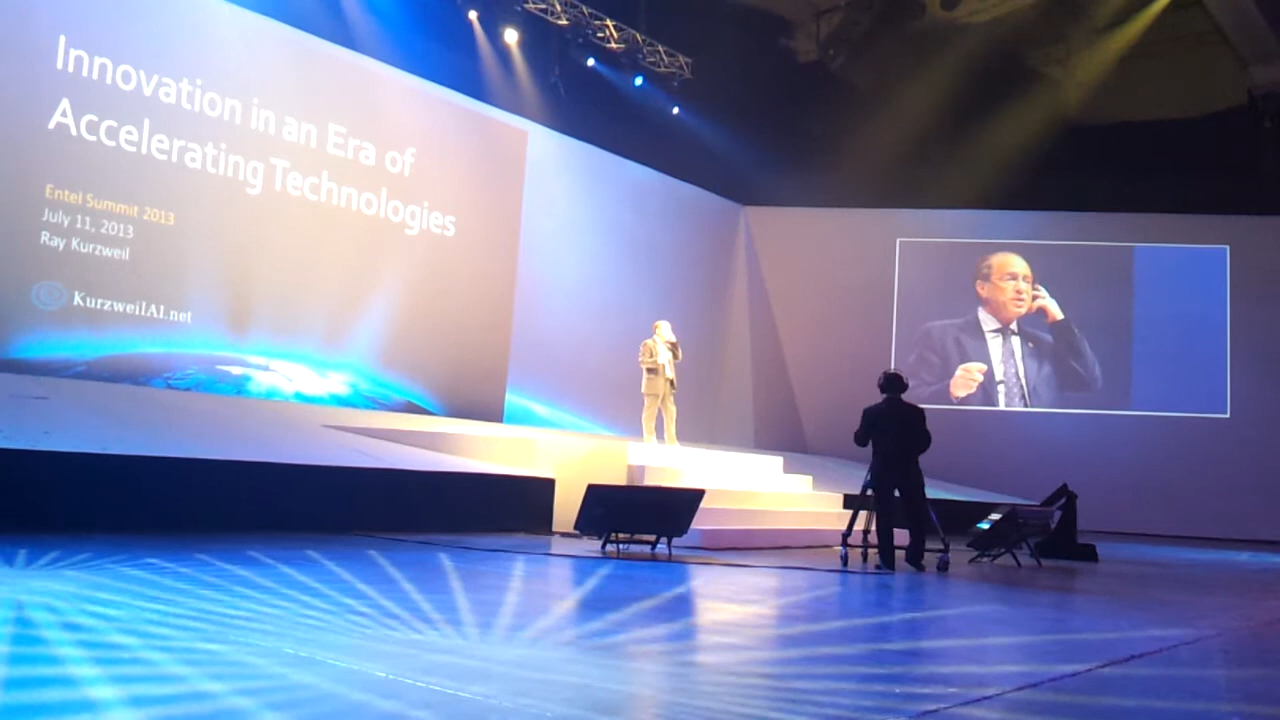 Innovation in an Era of
Accelerating Technologies
Entel Summit 2013
July 11, 2013
Ray Kurzweil
KurzweilAI.net